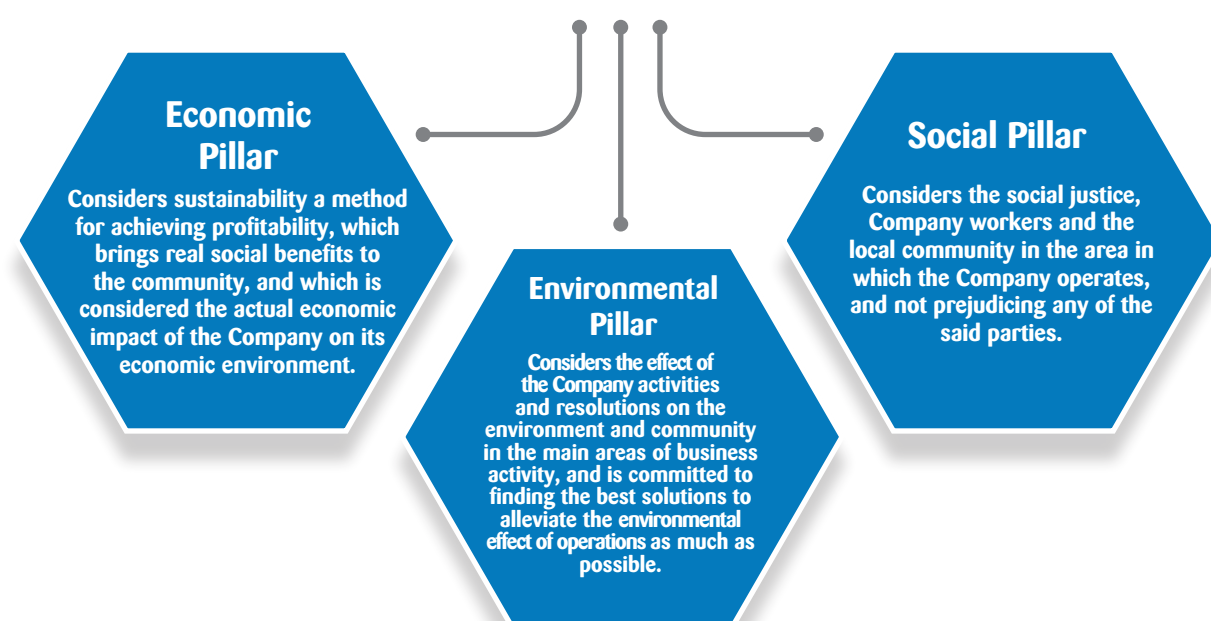 Economic
Pillar
Considers sustainability a method
for achieving profitability, which
brings real social benefits to
the community, and which is
considered the actual economic
impact of the Company on its
economic environment.
Environmental
Pillar
Considers the effect of
the Company activities
and resolutions on the
environment and community
in the main areas of business
activity, and is committed to
finding the best solutions to
alleviate the environmental
effect of operations as much as
possible.
Social Pillar
Considers the social justice,
Company workers and the
local community in the area in
which the Company operates,
and not prejudicing any of the
said parties.